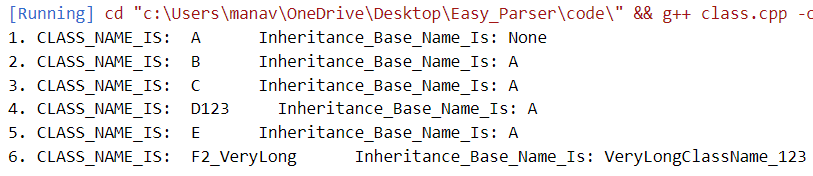 [Running] cd "c:\Users\manav\OneDrive\Desktop\Easy_Parser\code\" && g++ class.cpp
1. CLASS_NAME_IS:  A      Inheritance_Base_Name_Is: None
2. CLASS_NAME_IS:  B      Inheritance_Base_Name_Is: A
3. CLASS_NAME_IS:  C      Inheritance_Base_Name_Is: A
4. CLASS_NAME_IS:  D123      Inheritance_Base_Name_Is: A
5. CLASS_NAME_IS:  E      Inheritance_Base_Name_Is: A
6. CLASS_NAME_IS:  F2_VeryLong      Inheritance_Base_Name_Is: VeryLongClassName_123